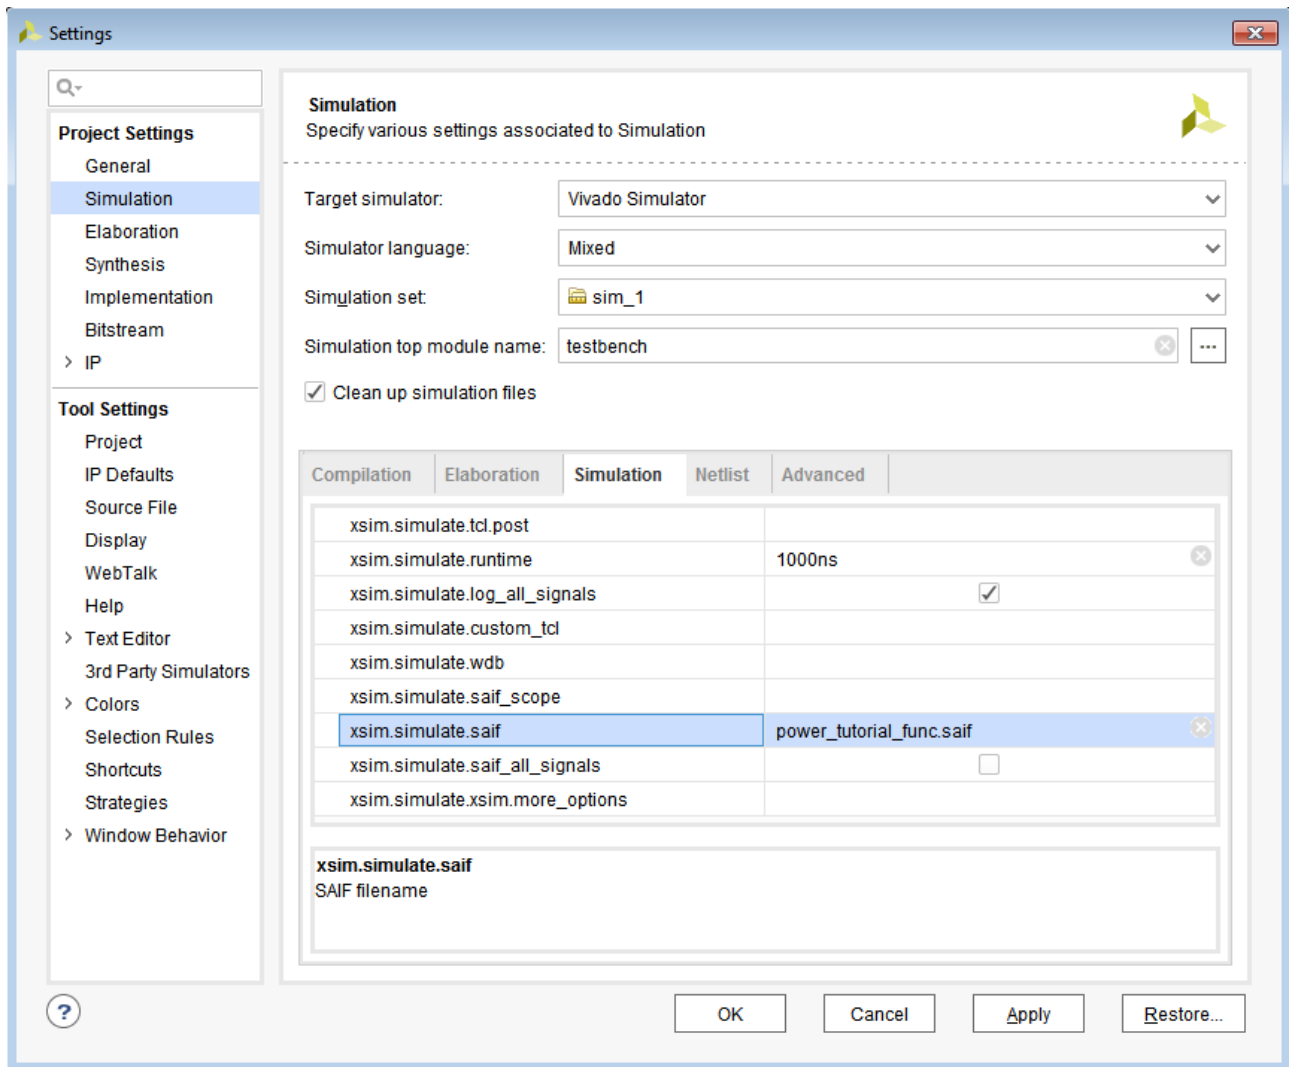 Settings
Project Settings
General
Simulation
Elaboration
Synthesis
Implementation
Bitstream
IP
Tool Settings
Project
IP Defaults
Source File
Display
WebTalk
Help
Text Editor
3rd Party Simulators
Colors
Selection Rules
Shortcuts
Strategies
Window Behavior
Simulation
Specify various settings associated to Simulation
Target simulator: Vivado Simulator
Simulator language: Mixed
Simulation set: sim_1
Simulation top module name: testbench ...
Clean up simulation files
Compilation Elaboration Simulation Netlist Advanced
xsim.simulate.tcl.post
xsim.simulate.runtime 1000ns
xsim.simulate.log_all_signals
xsim.simulate.custom_tcl
xsim.simulate.wdb
xsim.simulate.saif_scope
xsim.simulate.saif power_tutorial_func.saif
xsim.simulate.saif_all_signals
xsim.simulate.xsim.more_options
xsim.simulate.saif
SAIF filename
? OK Cancel Apply Restore...